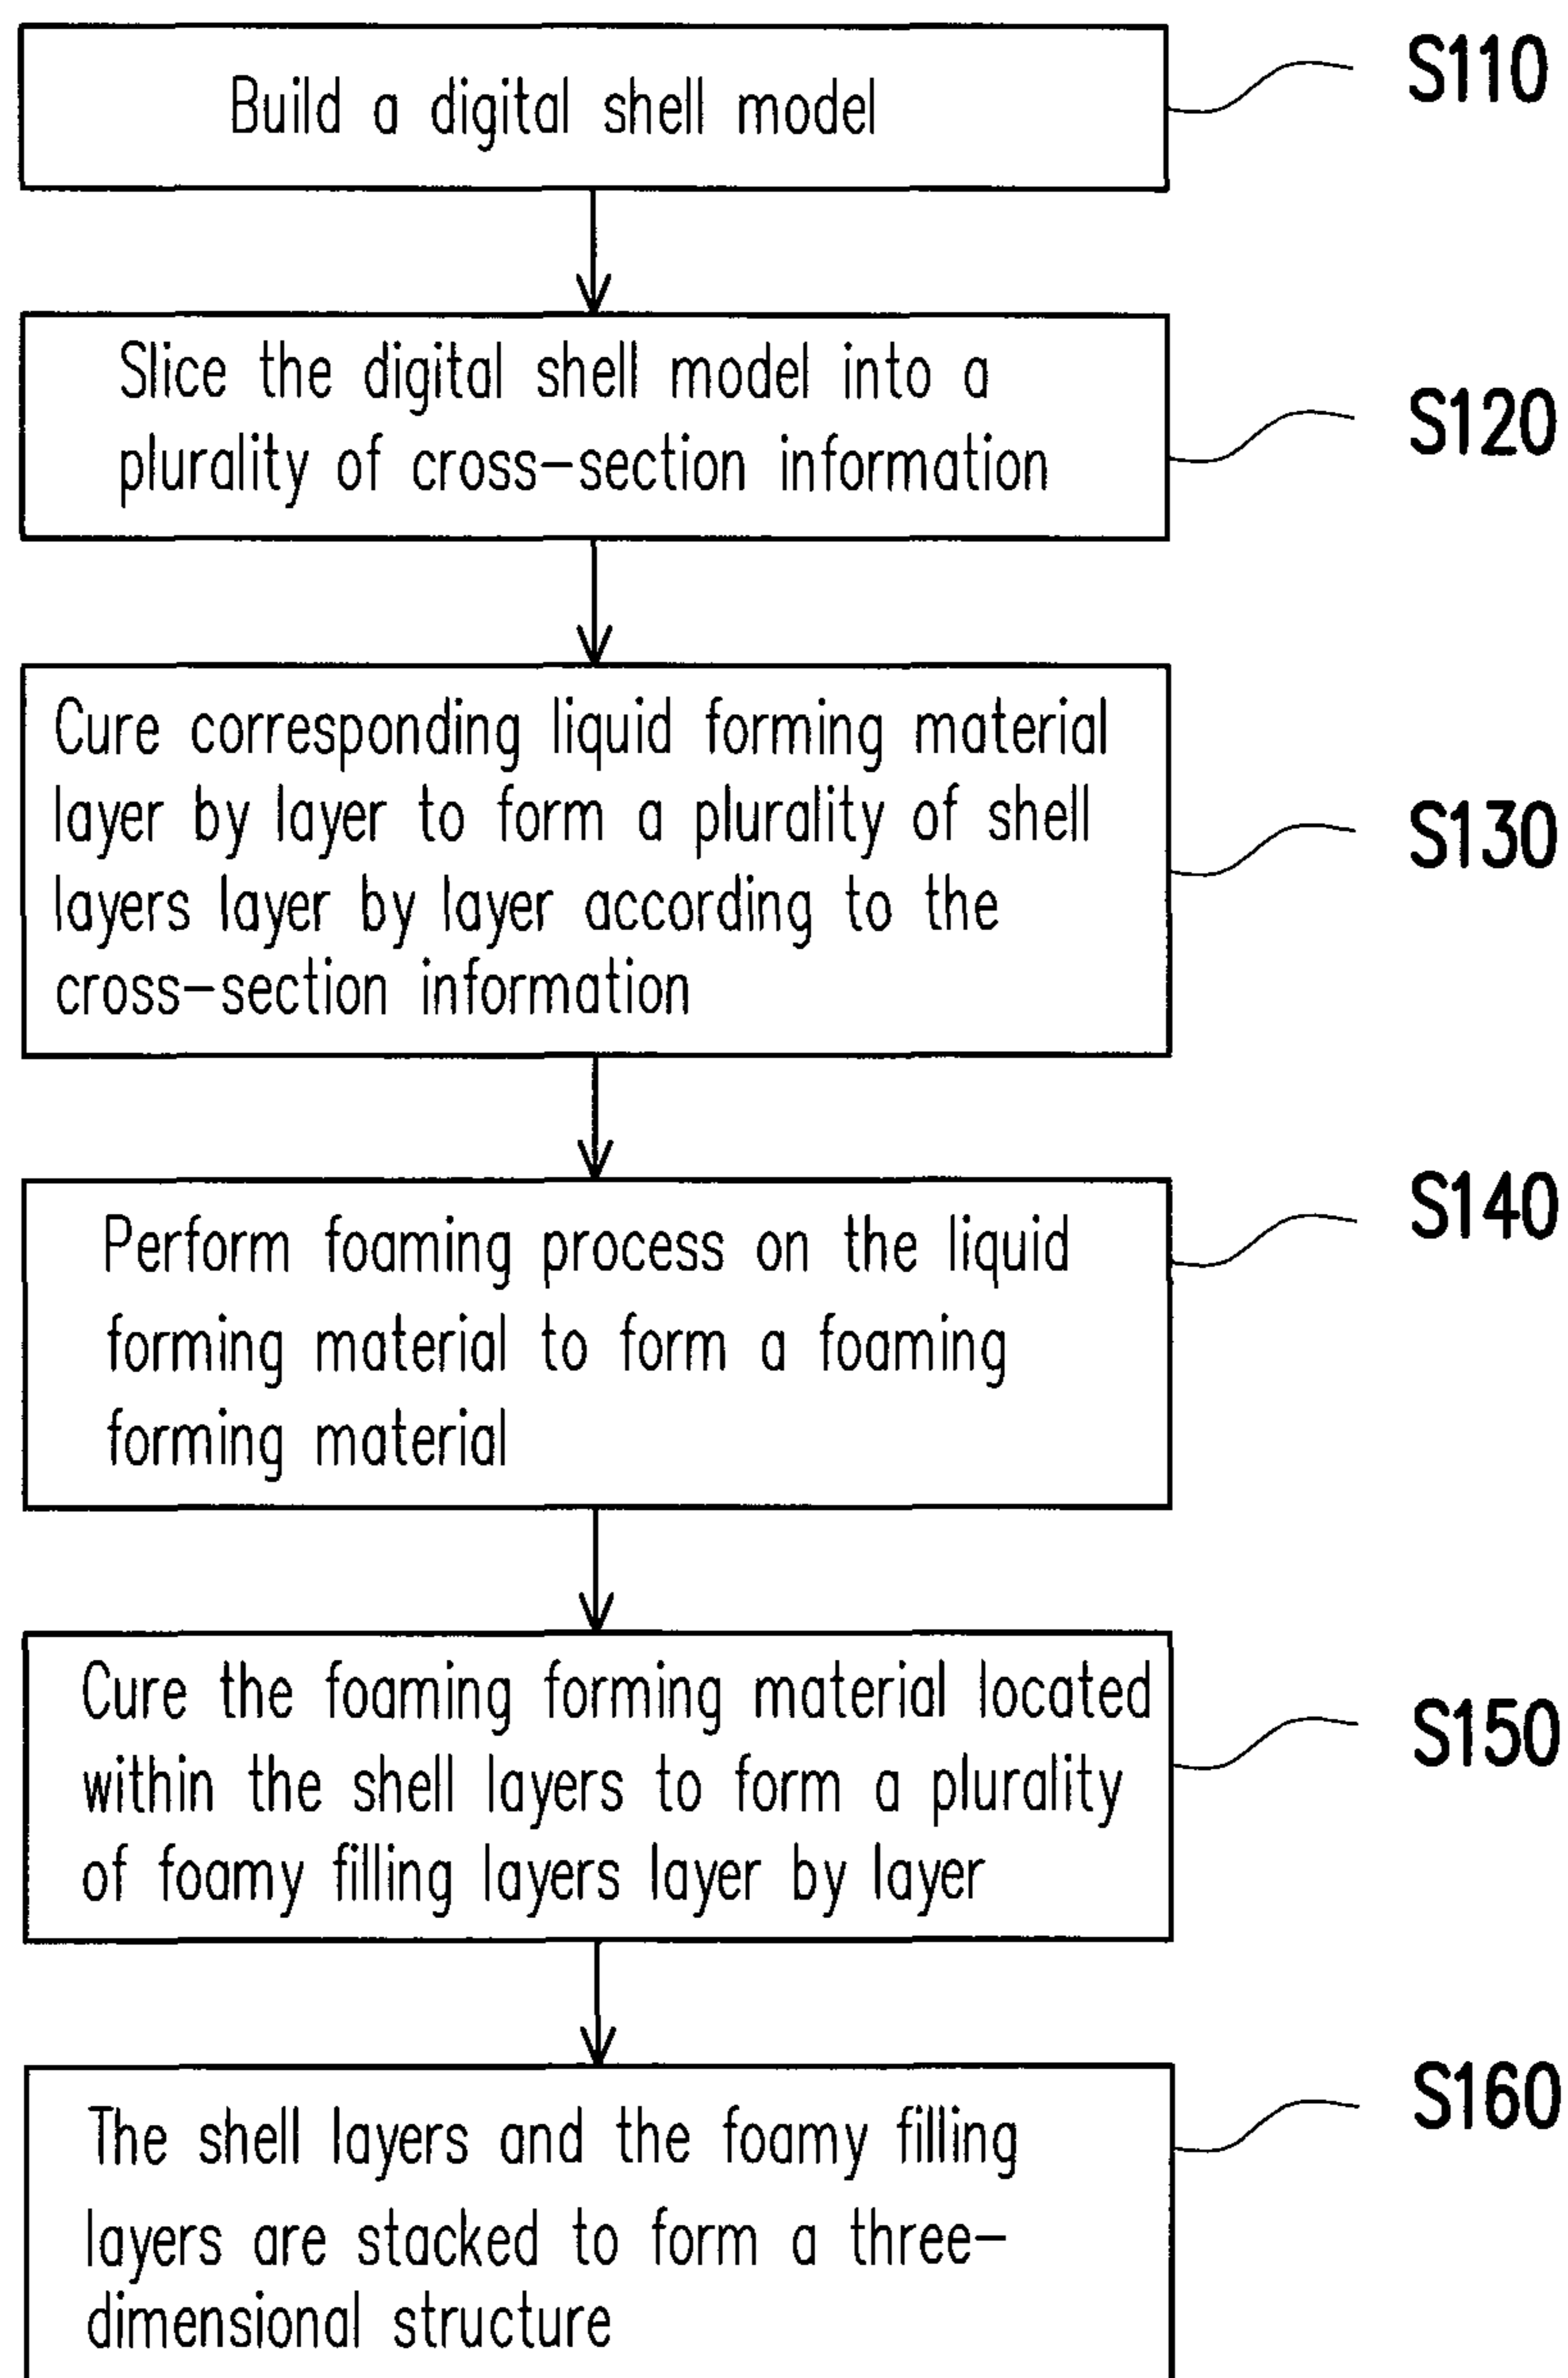 Build a digital shell model
S110
Slice the digital shell model into a
plurality of cross-section information
S120
Cure corresponding liquid forming material
layer by layer to form a plurality of shell
layers layer by layer according to the
cross-section information
S130
Perform foaming process on the liquid
forming material to form a foaming
forming material
S140
Cure the foaming forming material located
within the shell layers to form a plurality
of foamy filling layers layer by layer
S150
The shell layers and the foamy filling
layers are stacked to form a three-
dimensional structure
S160